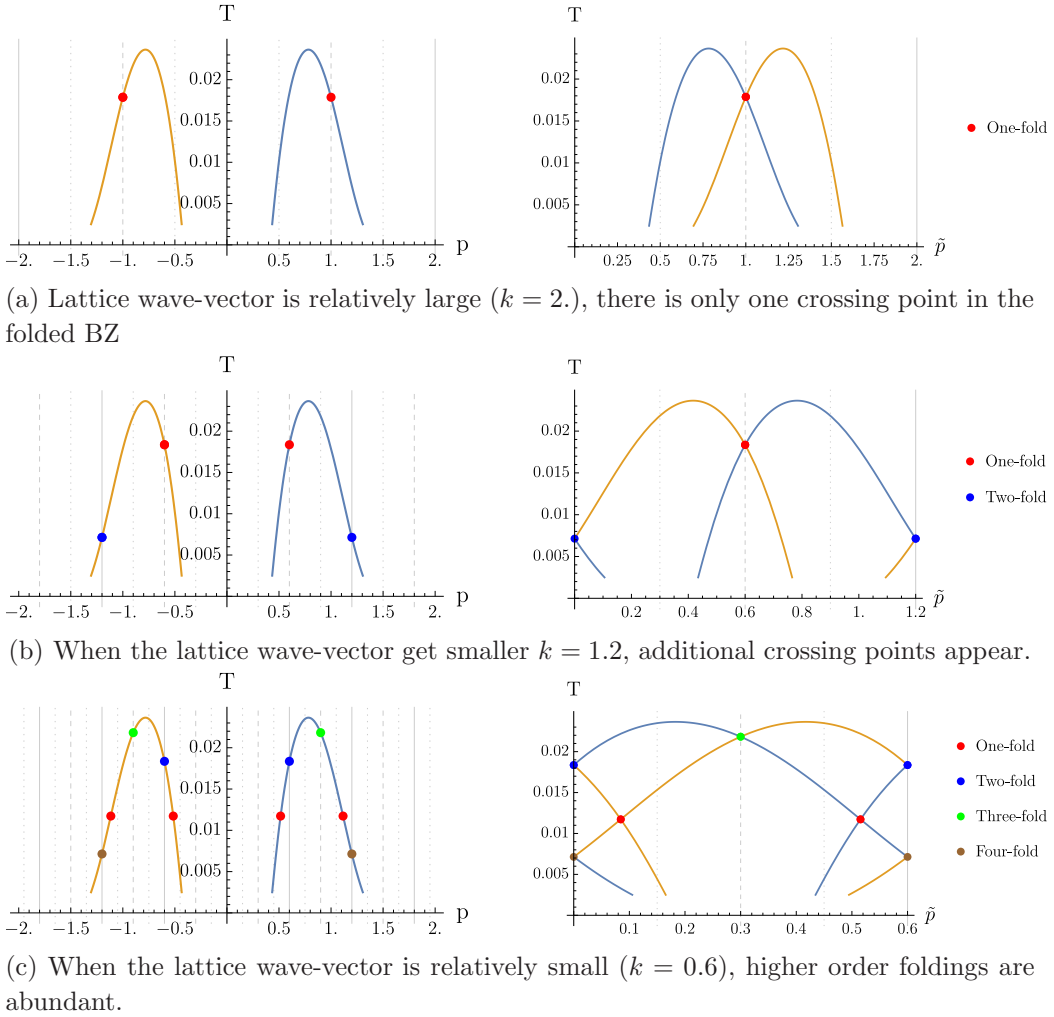 T
T
0.02
0.015
0.01
0.005
−2.
−1.5
−1.
−0.5
0.5
1.
1.5
2.
p
0.02
0.015
0.01
0.005
0.25
0.5
0.75
1.
1.25
1.5
1.75
2.
p̃
One-fold
(a) Lattice wave-vector is relatively large (k = 2.), there is only one crossing point in the
folded BZ
T
T
0.02
0.015
0.01
0.005
−2.
−1.5
−1.
−0.5
0.5
1.
1.5
2.
p
0.02
0.015
0.01
0.005
0.2
0.4
0.6
0.8
1.
1.2
p̃
One-fold
Two-fold
(b) When the lattice wave-vector get smaller k = 1.2, additional crossing points appear.
T
T
0.02
0.015
0.01
0.005
−2.
−1.5
−1.
−0.5
0.5
1.
1.5
2.
p
0.02
0.015
0.01
0.005
0.1
0.2
0.3
0.4
0.5
0.6
p̃
One-fold
Two-fold
Three-fold
Four-fold
(c) When the lattice wave-vector is relatively small (k = 0.6), higher order foldings are
abundant.